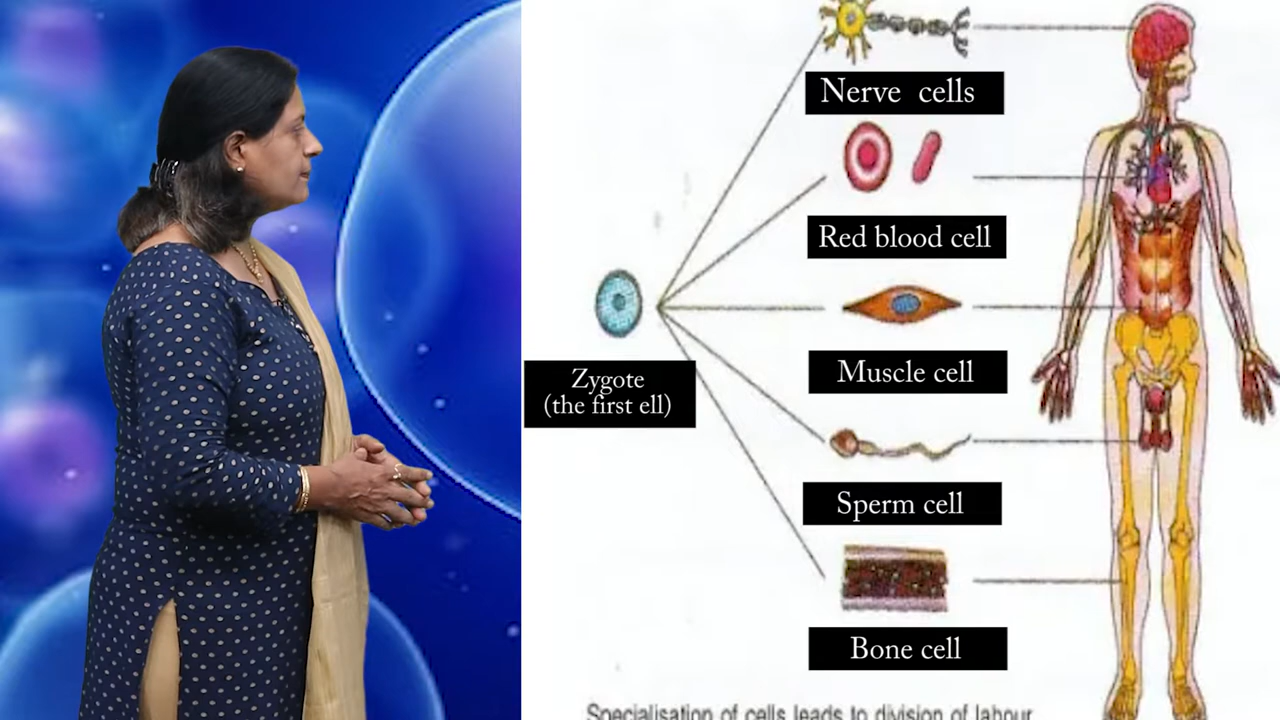 Nerve cells
Red blood cell
Zygote
(the first ell)
Muscle cell
Sperm cell
Bone cell
Specialisation of cells leads to division of labour